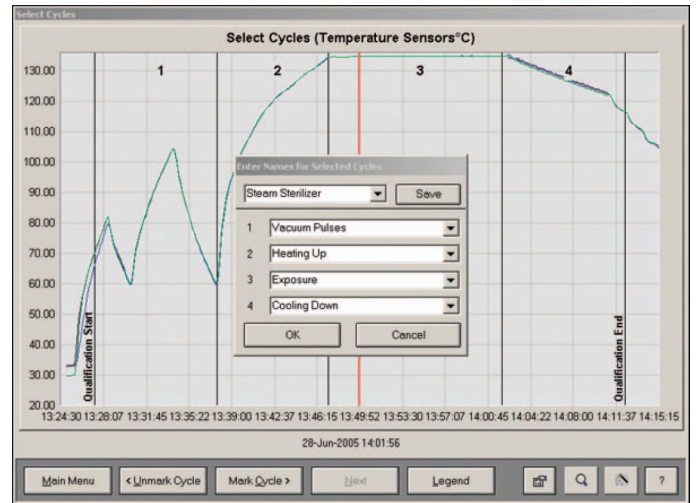 Select Cycles
Select Cycles (Temperature Sensors°C)
130.00
120.00
110.00
100.00
90.00
80.00
70.00
60.00
50.00
40.00
30.00
20.00
1
2
3
4
Enter Names for Selected Cycles
Steam Sterilizer
Save
1 Vacuum Pulses
2 Heating Up
3 Exposure
4 Cooling Down
OK Cancel
Qualification Start
Qualification End
13:24:30 13:28:07 13:31:45 13:35:22 13:39:00 13:42:37 13:46:15 13:49:52 13:53:30 13:57:07 14:00:45 14:04:22 14:08:00 14:11:37 14:15:15
28-Jun-2005 14:01:56
Main Menu < Unmark Cycle Mark Cycle > Next Legend ?